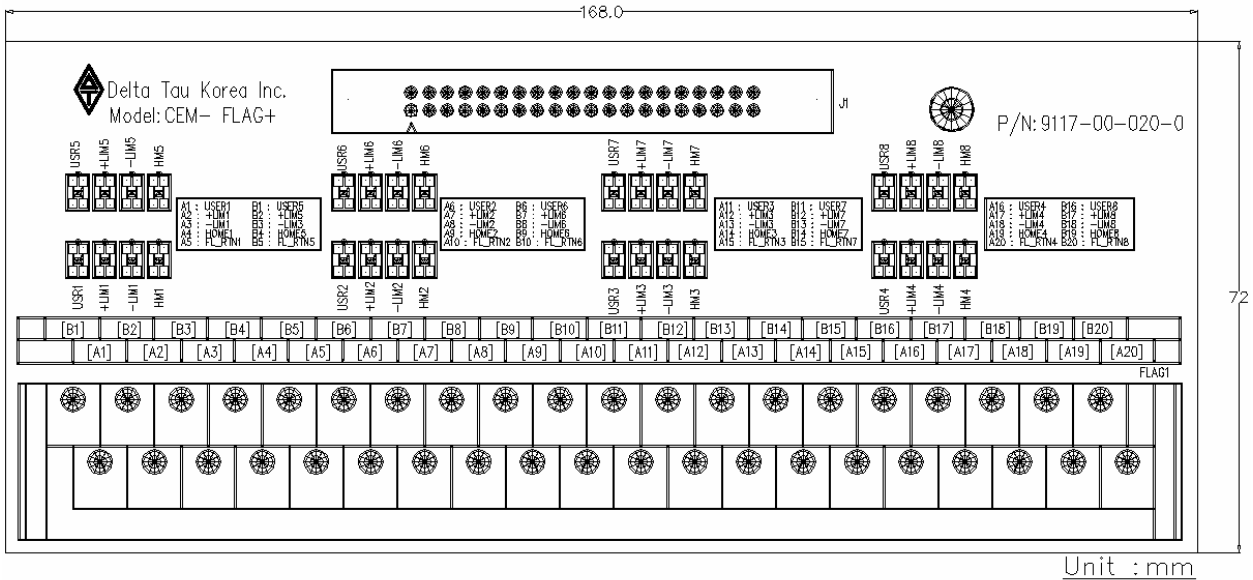 168.0
Delta Tau Korea Inc.
Model:CEM- FLAG+
J1
P/N:9117-00-020-0
USR5 +LIM5 -LIM5 HM5
USR6 +LIM6 -LIM6 HM6
USR7 +LIM7 -LIM7 HM7
USR8 +LIM8 -LIM8 HM8
A1 : USER1 B1 : USER5
A2 : +LIM1 B2 : +LIM5
A3 : -LIM1 B3 : -LIM5
A4 : HOME1 B4 : HOME5
A5 : FL_RTN1 B5 : FL_RTN5
A6 : USER2 B6 : USER6
A7 : +LIM2 B7 : +LIM6
A8 : -LIM2 B8 : -LIM6
A9 : HOME2 B9 : HOME6
A10 : FL_RTN2 B10 : FL_RTN6
A11 : USER3 B11 : USER7
A12 : +LIM3 B12 : +LIM7
A13 : -LIM3 B13 : -LIM7
A14 : HOME3 B14 : HOME7
A15 : FL_RTN3 B15 : FL_RTN7
A16 : USER4 B16 : USER8
A17 : +LIM4 B17 : +LIM8
A18 : -LIM4 B18 : -LIM8
A19 : HOME4 B19 : HOME8
A20 : FL_RTN4 B20 : FL_RTN8
USR1 +LIM1 -LIM1 HM1
USR2 +LIM2 -LIM2 HM2
USR3 +LIM3 -LIM3 HM3
USR4 +LIM4 -LIM4 HM4
72
[B1] [B2] [B3] [B4] [B5] [B6] [B7] [B8] [B9] [B10] [B11] [B12] [B13] [B14] [B15] [B16] [B17] [B18] [B19] [B20]
[A1] [A2] [A3] [A4] [A5] [A6] [A7] [A8] [A9] [A10] [A11] [A12] [A13] [A14] [A15] [A16] [A17] [A18] [A19] [A20]
FLAG1
Unit :mm